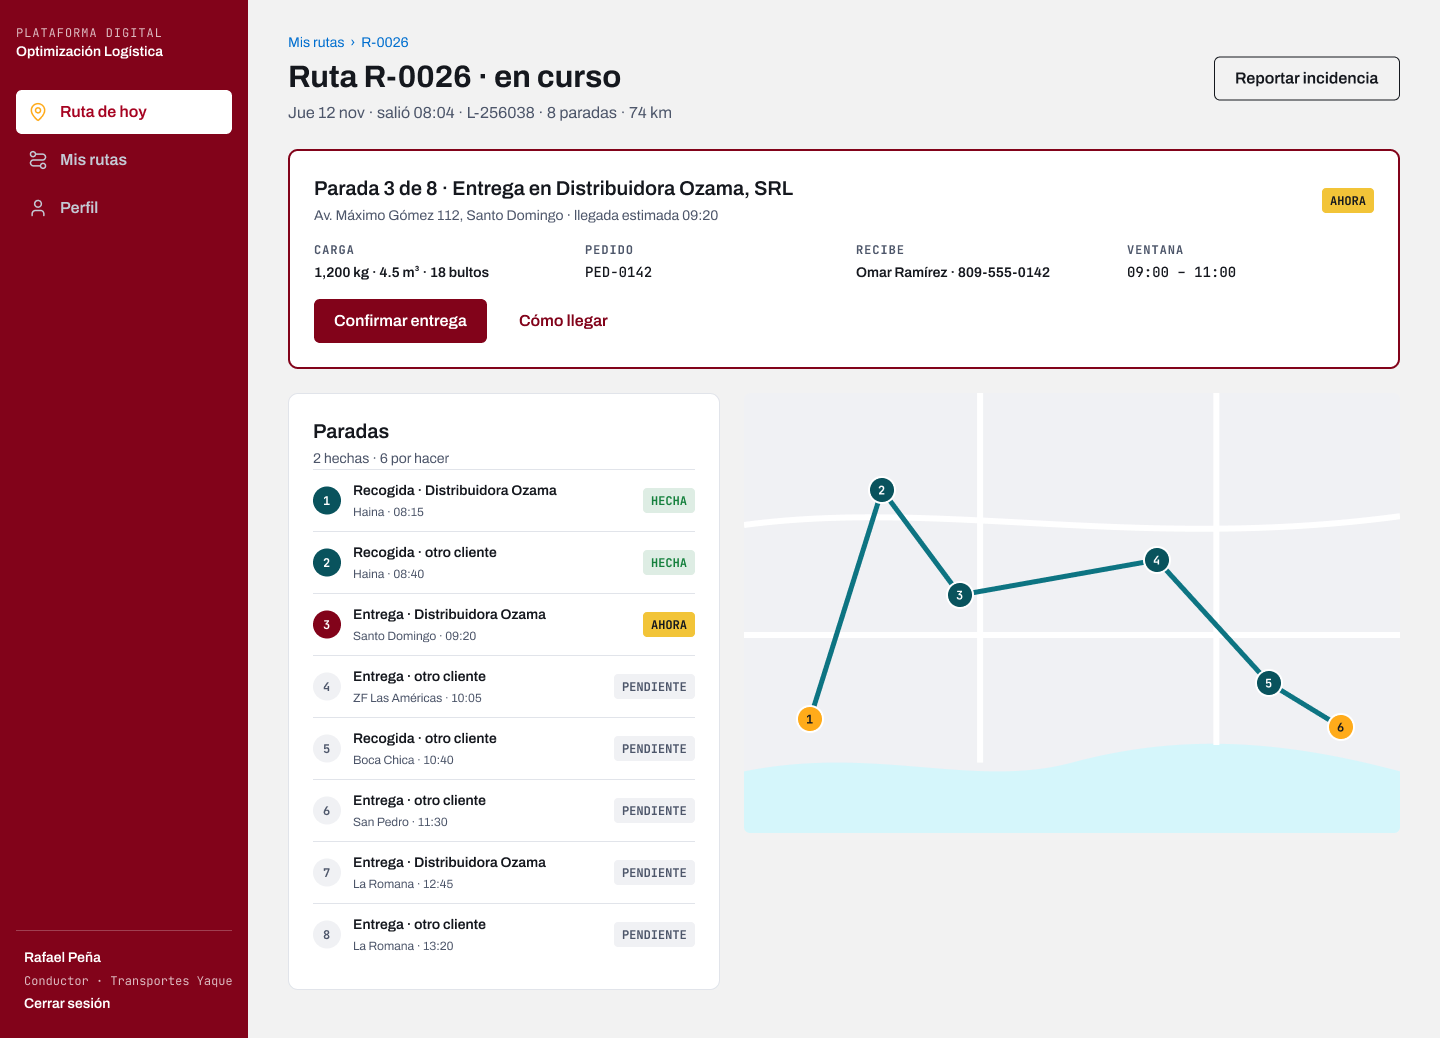 PLATAFORMA DIGITAL
Optimización Logística
Ruta de hoy
Mis rutas
Perfil
Rafael Peña
Conductor · Transportes Yaque
Cerrar sesión
Mis rutas › R-0026
Ruta R-0026 · en curso
Jue 12 nov · salió 08:04 · L-256038 · 8 paradas · 74 km
Reportar incidencia
Parada 3 de 8 · Entrega en Distribuidora Ozama, SRL
Av. Máximo Gómez 112, Santo Domingo · llegada estimada 09:20
AHORA
CARGA
1,200 kg · 4.5 m³ · 18 bultos
PEDIDO
PED-0142
RECIBE
Omar Ramírez · 809-555-0142
VENTANA
09:00 – 11:00
Confirmar entrega
Cómo llegar
Paradas
2 hechas · 6 por hacer
1
Recogida · Distribuidora Ozama
Haina · 08:15
HECHA
2
Recogida · otro cliente
Haina · 08:40
HECHA
3
Entrega · Distribuidora Ozama
Santo Domingo · 09:20
AHORA
4
Entrega · otro cliente
ZF Las Américas · 10:05
PENDIENTE
5
Recogida · otro cliente
Boca Chica · 10:40
PENDIENTE
6
Entrega · otro cliente
San Pedro · 11:30
PENDIENTE
7
Entrega · Distribuidora Ozama
La Romana · 12:45
PENDIENTE
8
Entrega · otro cliente
La Romana · 13:20
PENDIENTE
2
4
3
5
1
6